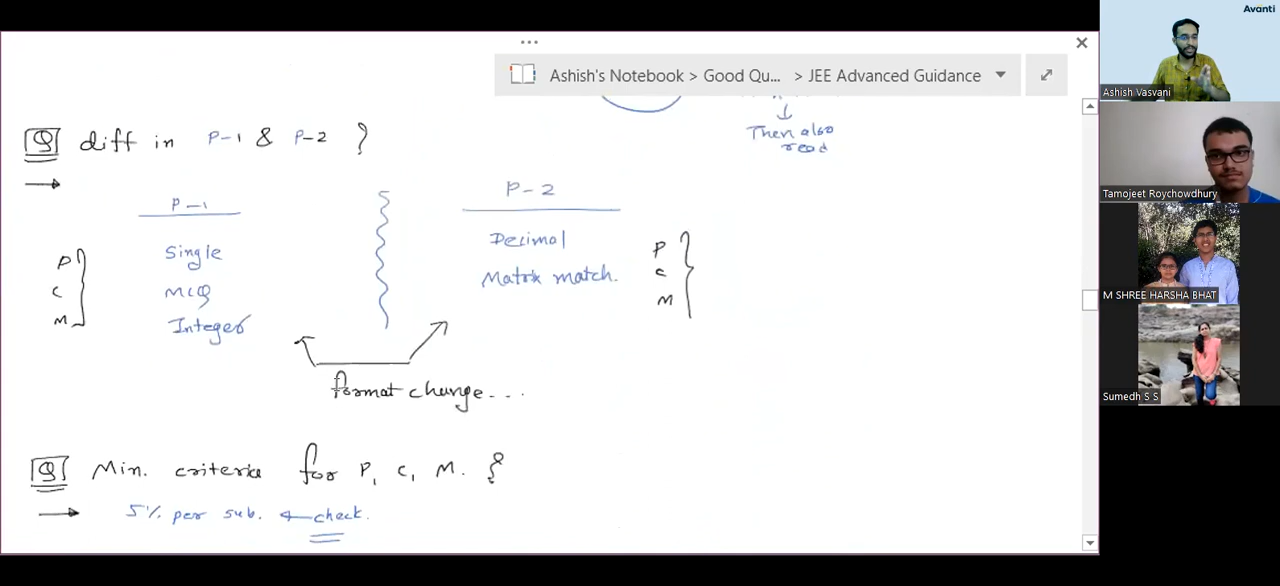 Avanti
...
Ashish's Notebook > Good Qu... > JEE Advanced Guidance
Ashish Vasvani
Then also
read
Q diff in P-1 & P-2 ?
P-1
P-2
P
C
M
Single
MCQ
Integer
Decimal
Matrix match.
P
C
M
format change...
Q Min. criteria for P, C, M.
5% per sub. ← check.
Tamojeet Roychowdhury
M SHREE HARSHA BHAT
Sumedh S S